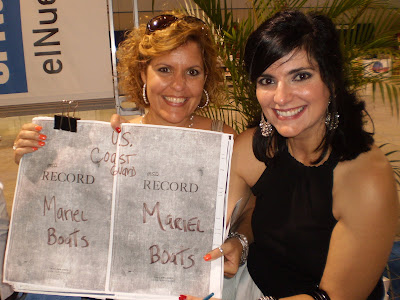 elNue
U.S.
Coast
Guard
RECORD
Mariel
Boats
RECORD
Mariel
Boats